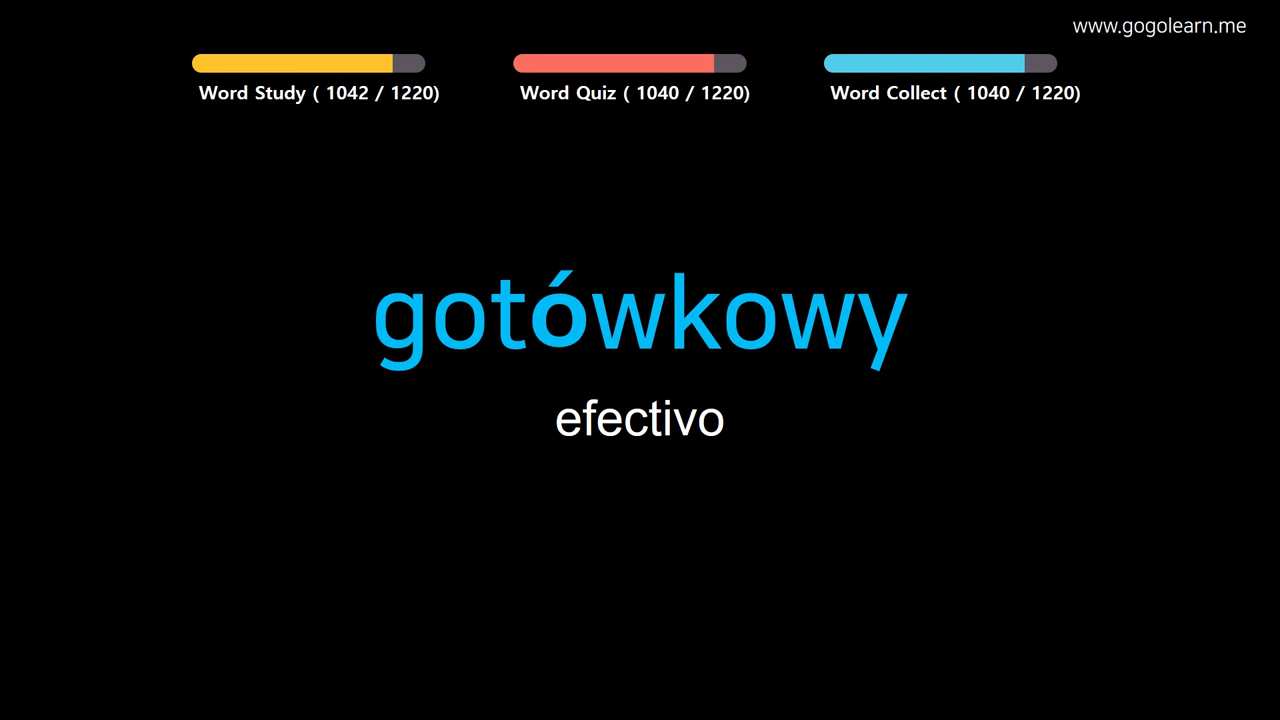 www.gogolearn.me
Word Study ( 1042 / 1220)
Word Quiz ( 1040 / 1220)
Word Collect ( 1040 / 1220)
gotówkowy
efectivo